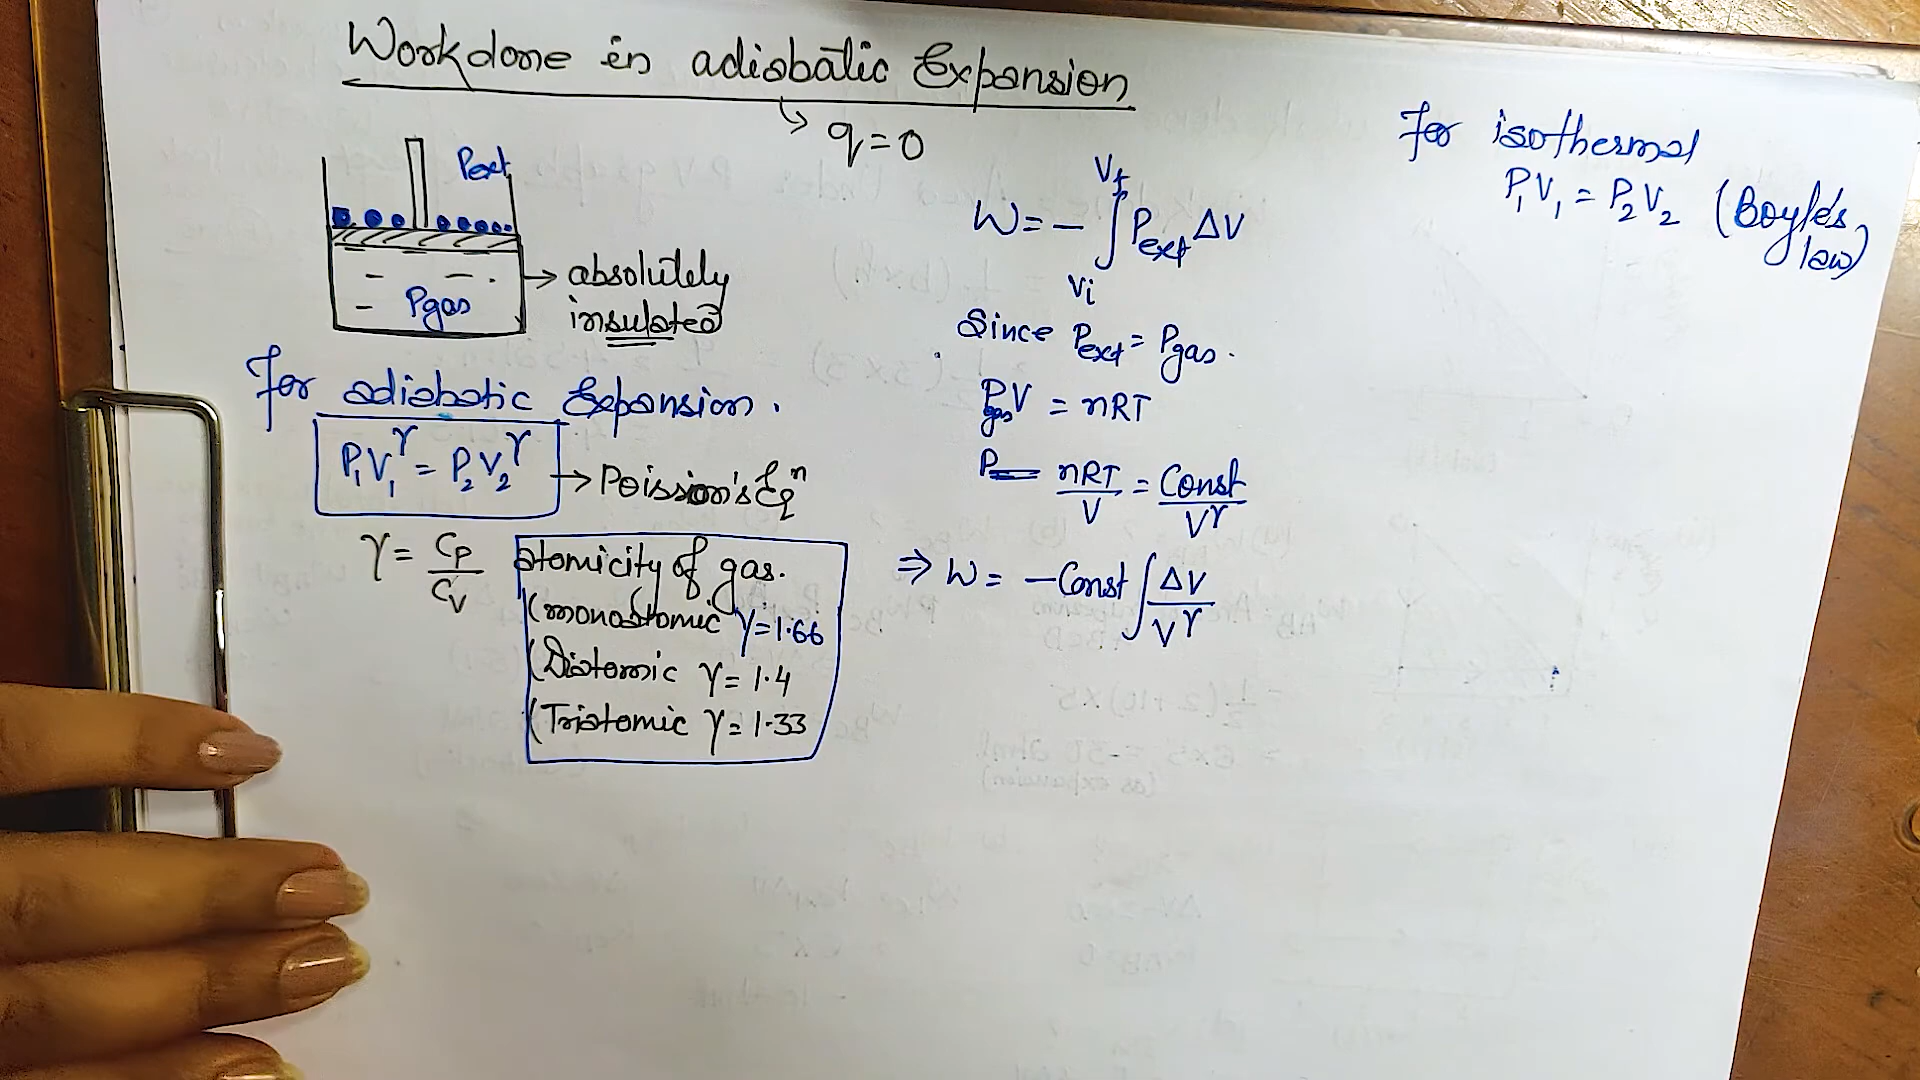 Workdone in adiabatic Expansion
↳ q = 0
Pext
Pgas
→ absolutely
insulated
For adiabatic Expansion.
P₁V₁^γ = P₂V₂^γ → Poission's Eqⁿ
γ = Cp/Cv
atomicity of gas.
(monoatomic γ = 1.66
(Diatomic γ = 1.4
(Triatomic γ = 1.33
W = - ∫ Pext ΔV
Vf
Vi
Since Pext = Pgas.
PgasV = nRT
nRT/V = Const/V^γ
⇒ W = -Const ∫ ΔV/V^γ
For isothermal
P₁V₁ = P₂V₂ (Boyle's
law)